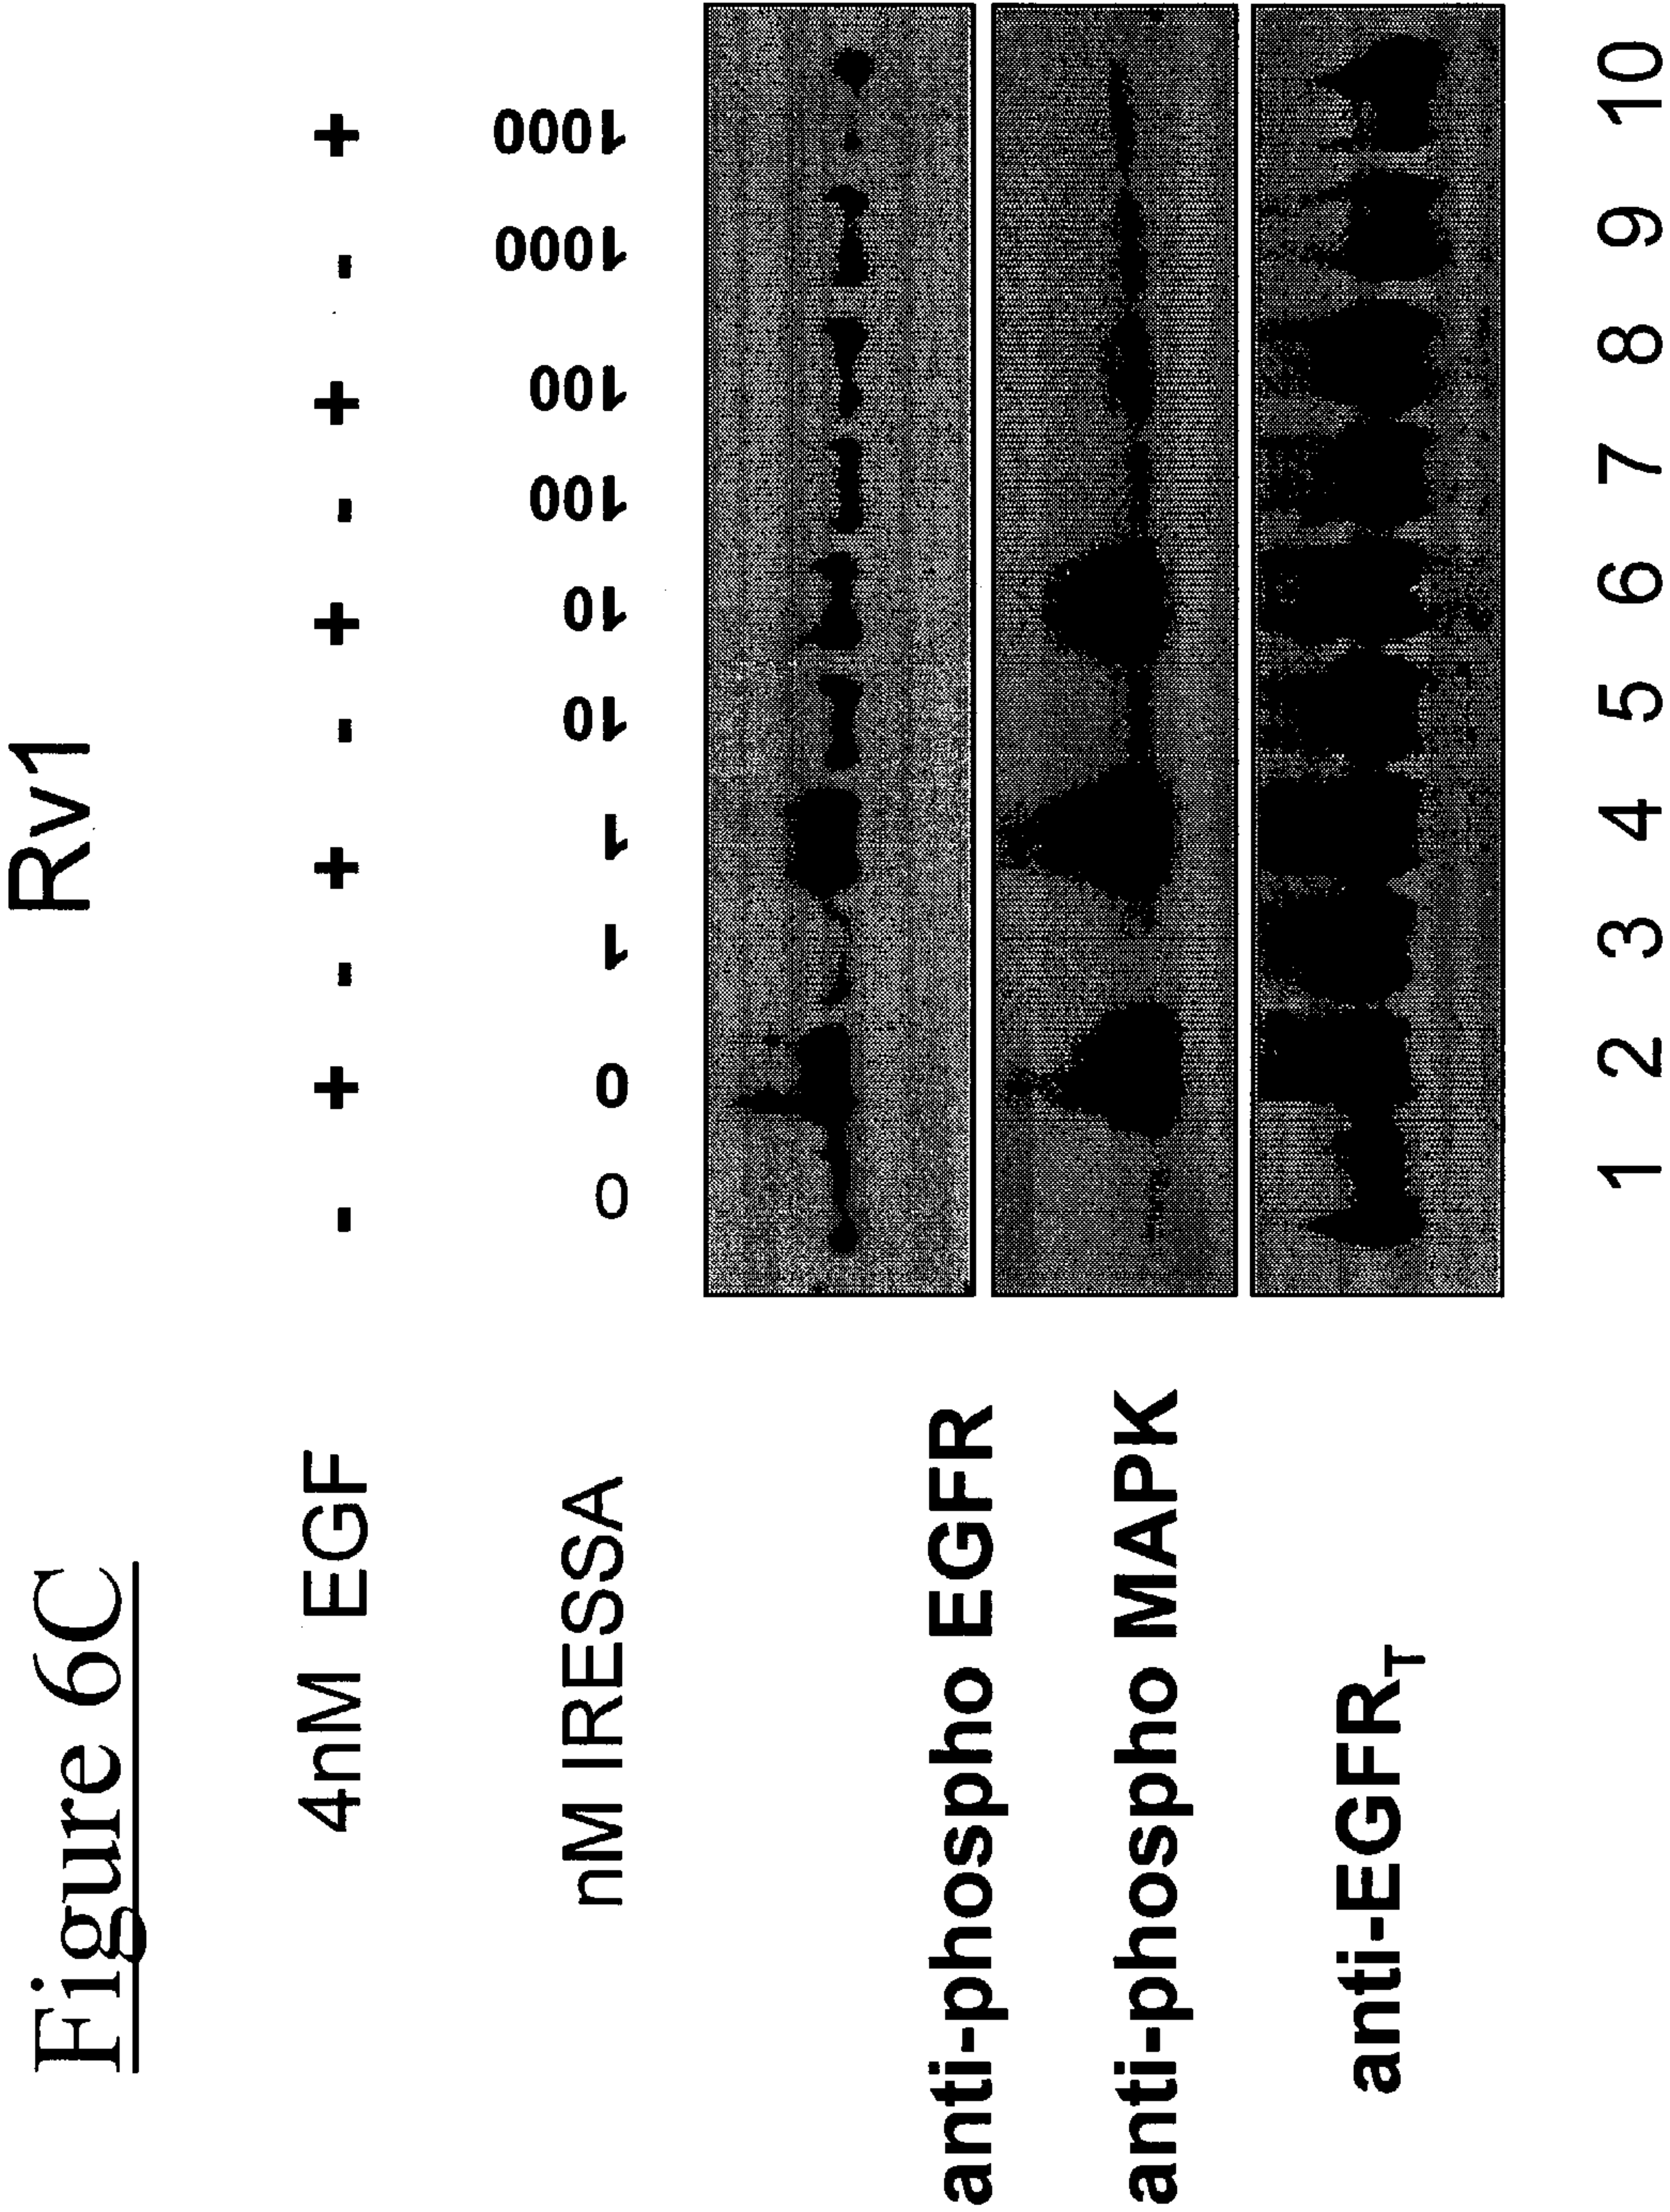 Figure 6C
Rv1
4nM EGF - + - + - + - + - +
nM IRESSA 0 0 1 1 10 10 100 100 1000 1000
anti-phospho EGFR
anti-phospho MAPK
anti-EGFR_T
1 2 3 4 5 6 7 8 9 10